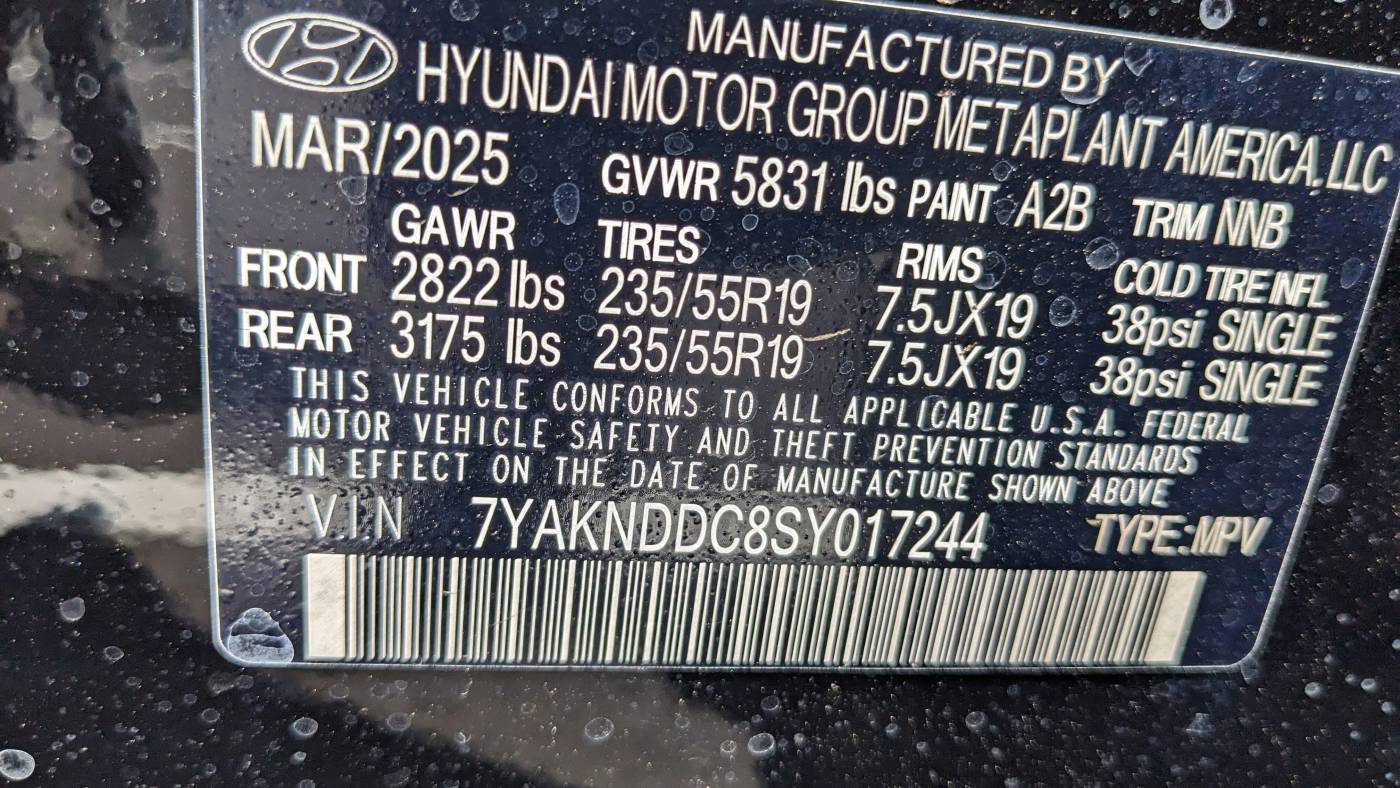 MANUFACTURED BY
HYUNDAI MOTOR GROUP METAPLANT AMERICA, LLC
MAR/2025 GVWR 5831 lbs PAINT A2B TRIM NNB
GAWR TIRES RIMS COLD TIRE INFL
FRONT 2822 lbs 235/55R19 7.5JX19 38psi SINGLE
REAR 3175 lbs 235/55R19 7.5JX19 38psi SINGLE
THIS VEHICLE CONFORMS TO ALL APPLICABLE U.S.A. FEDERAL
MOTOR VEHICLE SAFETY AND THEFT PREVENTION STANDARDS
IN EFFECT ON THE DATE OF MANUFACTURE SHOWN ABOVE
VIN 7YAKNDDC8SY017244 TYPE:MPV